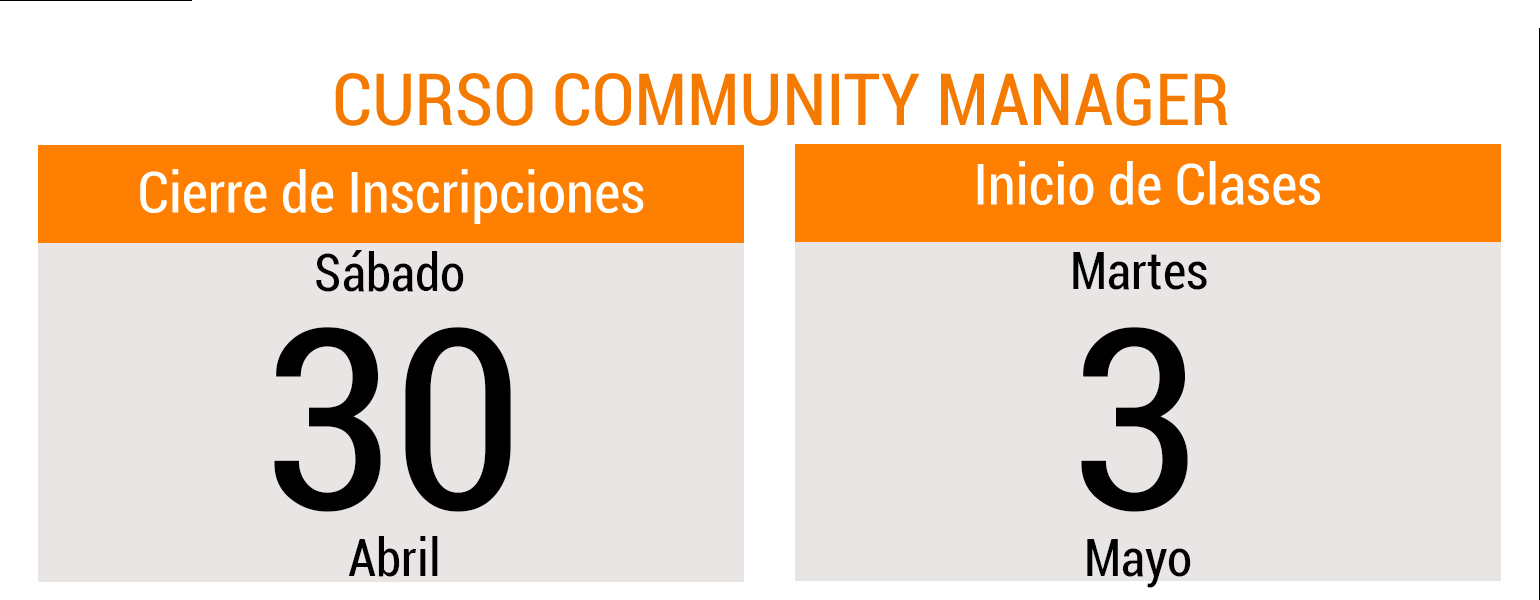 CURSO COMMUNITY MANAGER
Cierre de Inscripciones
Sábado
30
Abril
Inicio de Clases
Martes
3
Mayo